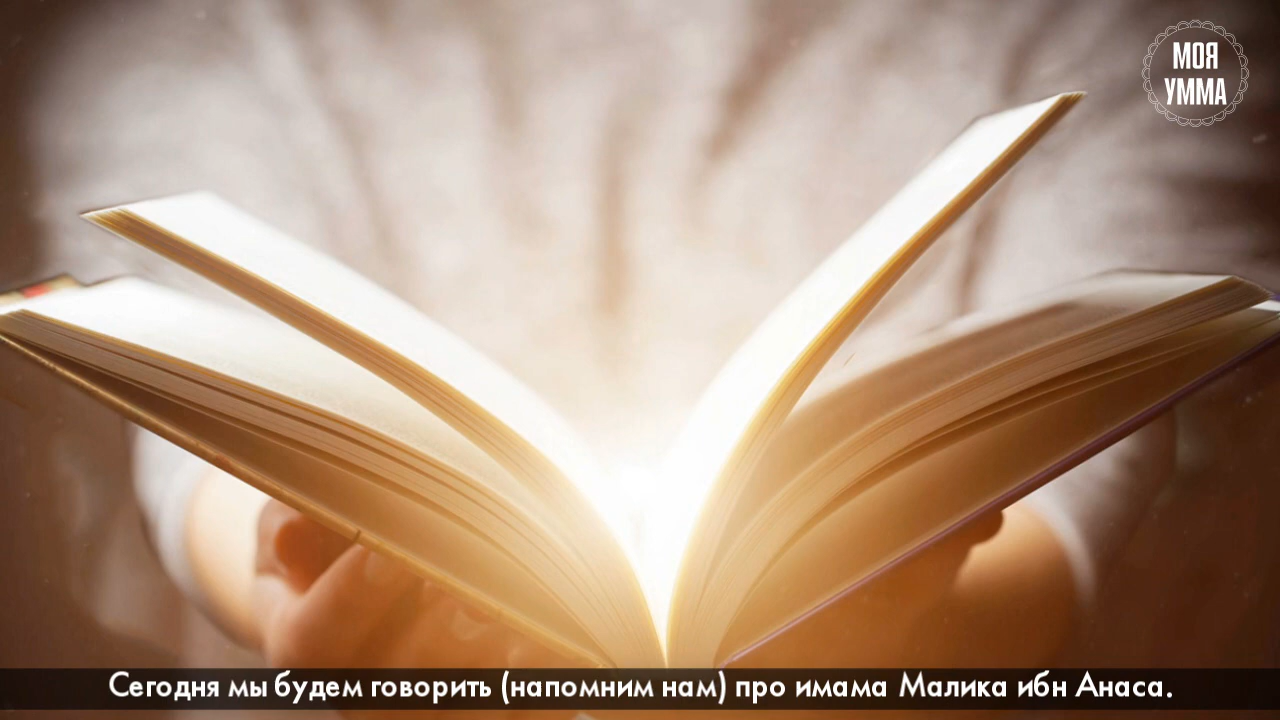 МОЯ
УММА
Сегодня мы будем говорить (напомним нам) про имама Малика ибн Анаса.